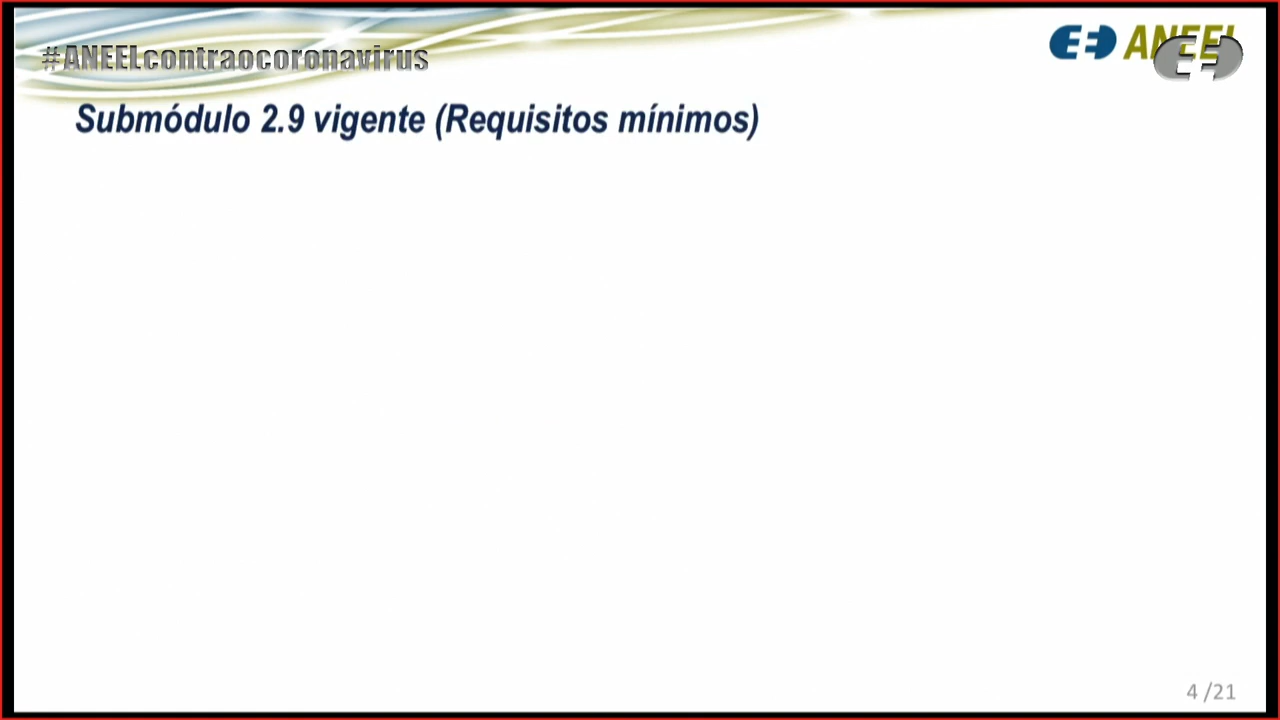 #ANEELcontraocoronavirus
ANEEL
Submódulo 2.9 vigente (Requisitos mínimos)
4 /21